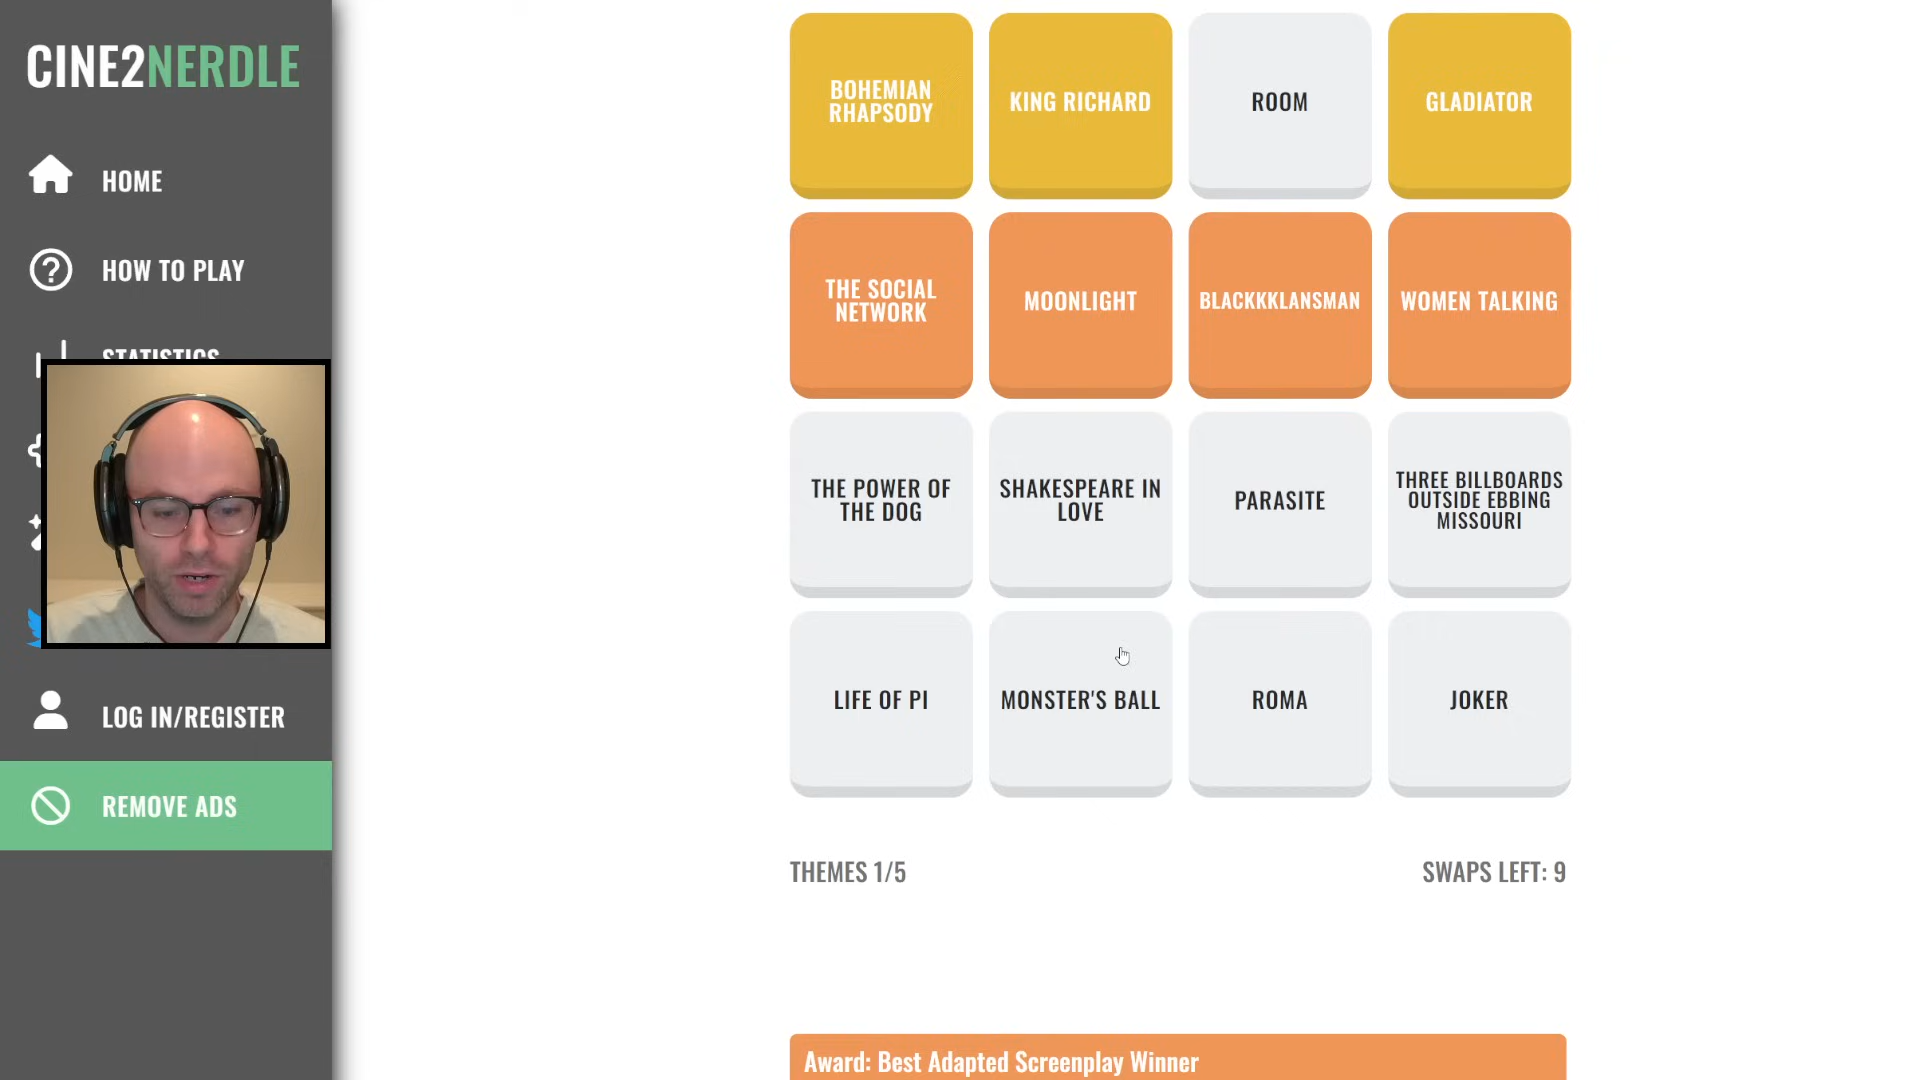 CINE2NERDLE
HOME
HOW TO PLAY
STATISTICS
LOG IN/REGISTER
REMOVE ADS
BOHEMIAN
RHAPSODY
KING RICHARD
ROOM
GLADIATOR
THE SOCIAL
NETWORK
MOONLIGHT
BLACKKKLANSMAN
WOMEN TALKING
THE POWER OF
THE DOG
SHAKESPEARE IN
LOVE
PARASITE
THREE BILLBOARDS
OUTSIDE EBBING
MISSOURI
LIFE OF PI
MONSTER'S BALL
ROMA
JOKER
THEMES 1/5
SWAPS LEFT: 9
Award: Best Adapted Screenplay Winner